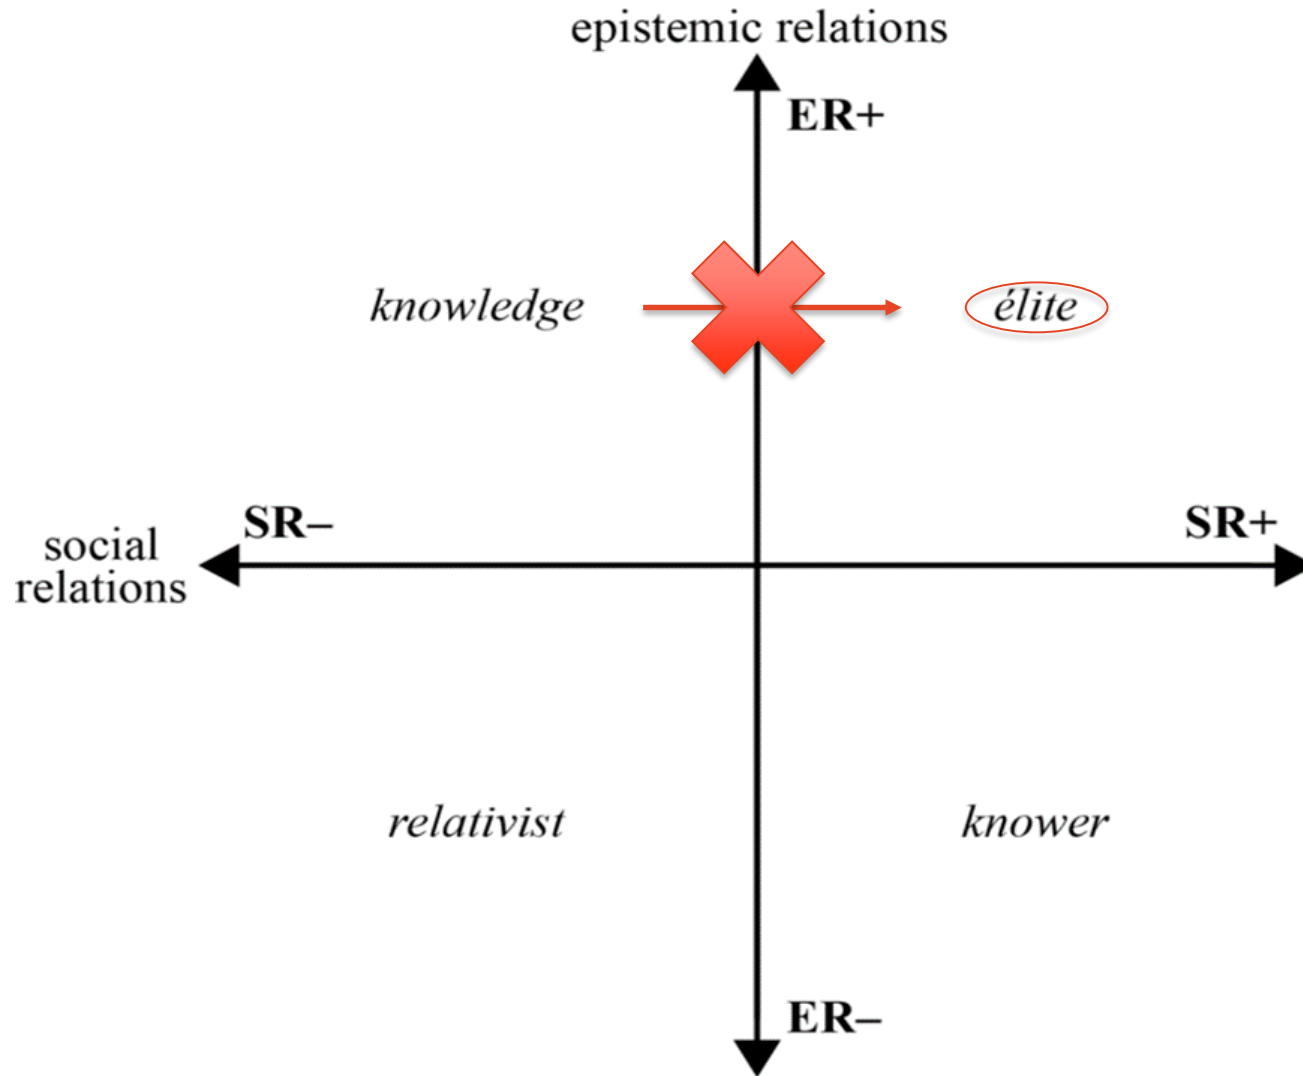 epistemic relations
ER+
knowledge
élite
SR–
SR+
social
relations
relativist
knower
ER–